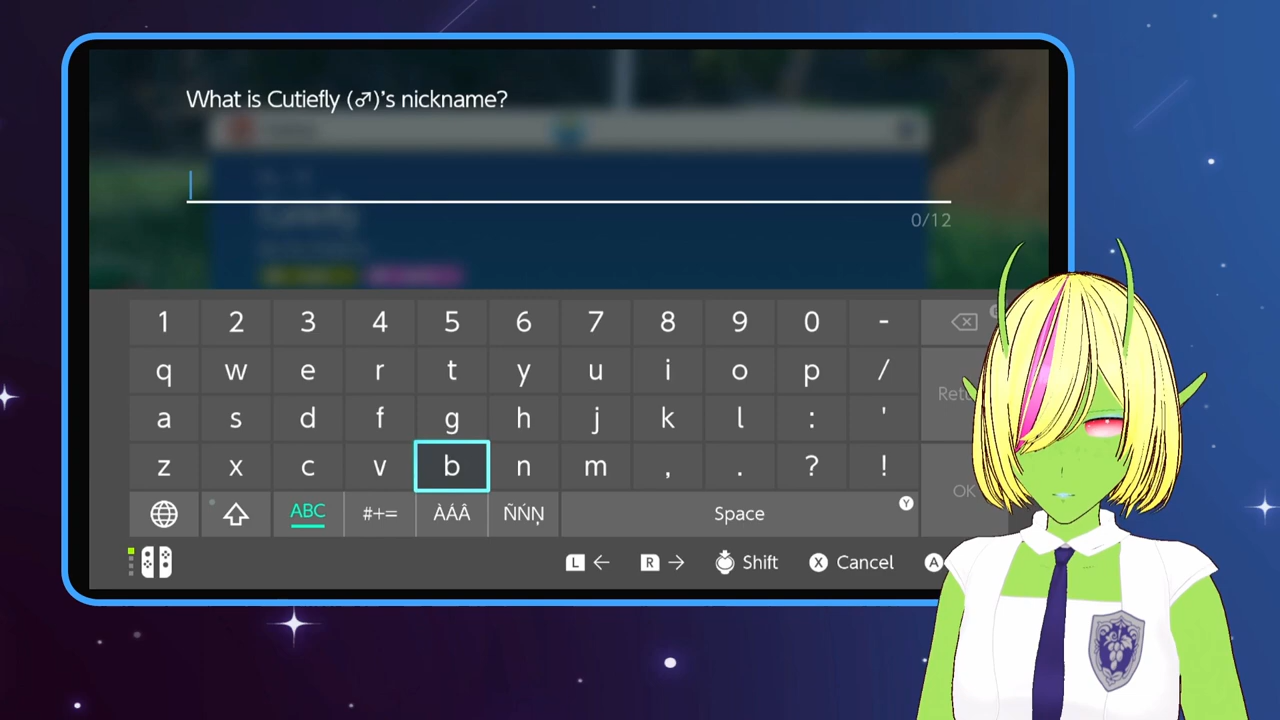 What is Cutiefly (♂)'s nickname?
0/12
1 2 3 4 5 6 7 8 9 0 -
q w e r t y u i o p /
a s d f g h j k l : '
z x c v b n m , . ? !
ABC #+= ÀÁÂ ÑŃŅ Space Y
OK
L ← R → Shift X Cancel A